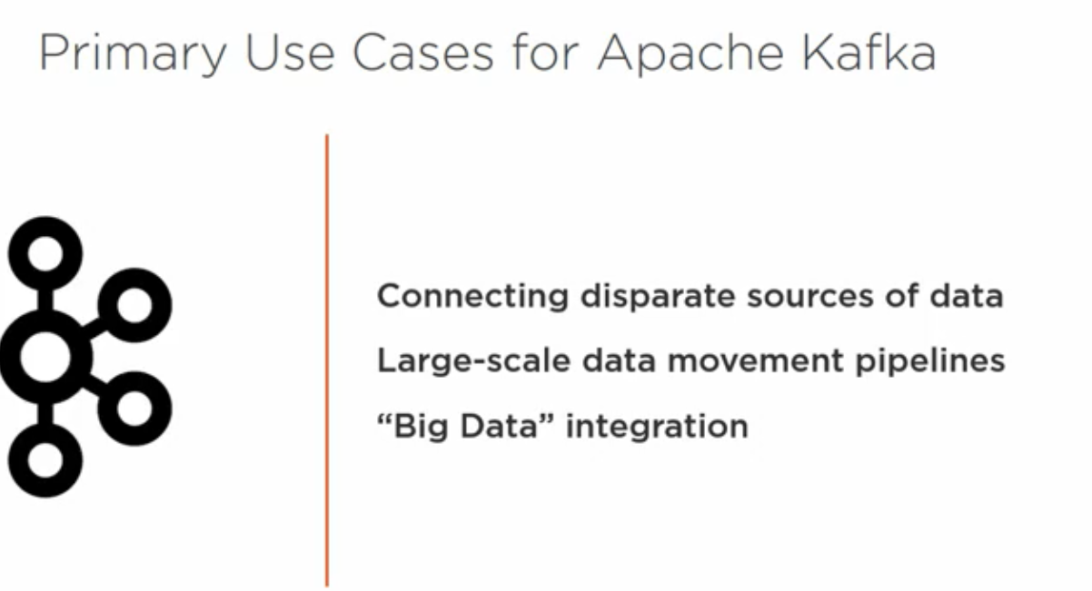 Primary Use Cases for Apache Kafka
Connecting disparate sources of data
Large-scale data movement pipelines
“Big Data” integration